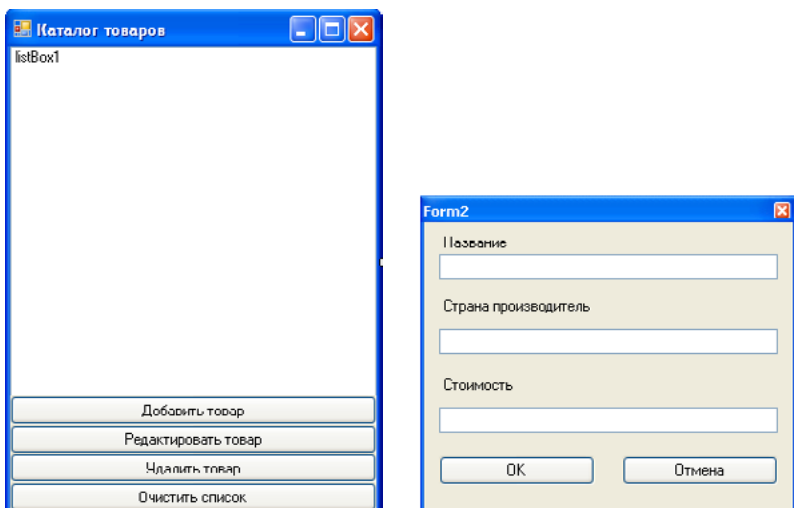 Каталог товаров
listBox1
Добавить товар
Редактировать товар
Удалить товар
Очистить список
Form2
Название
Страна производитель
Стоимость
OK
Отмена